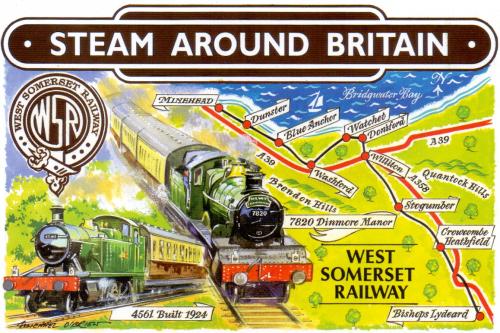 · STEAM AROUND BRITAIN ·
WEST SOMERSET RAILWAY
WSR
MINEHEAD
Dunster
Blue Anchor
Bridgwater Bay
N
Watchet
Doniford
A39
A39
Washford
Williton
A358
Quantock Hills
Brendon Hills
Stogumber
7820 Dinmore Manor
7820
Crowcombe
Heathfield
WEST
SOMERSET
RAILWAY
Bishops Lydeard
4561 Built 1924